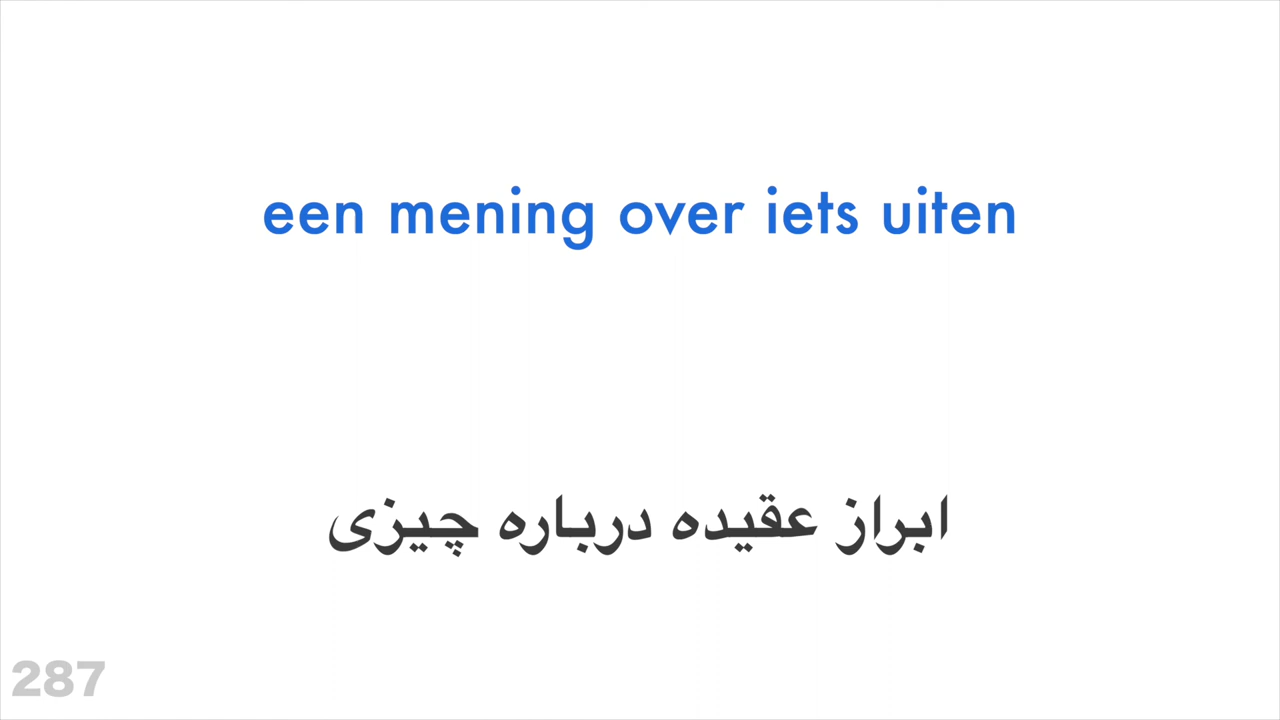 een mening over iets uiten
ابراز عقیده درباره چیزی
287